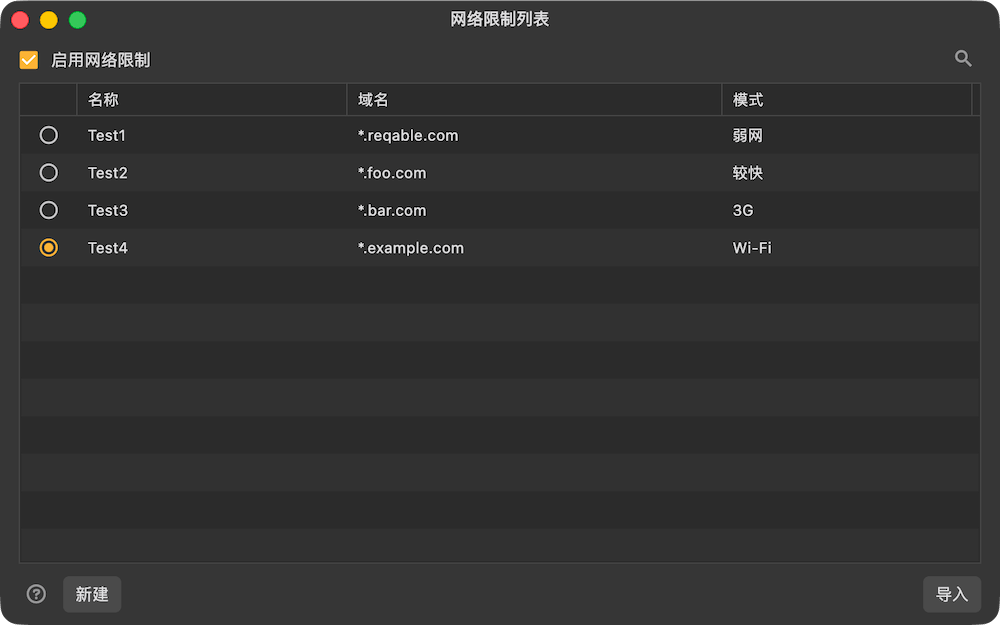 网络限制列表
启用网络限制
名称 域名 模式
Test1 *.reqable.com 弱网
Test2 *.foo.com 较快
Test3 *.bar.com 3G
Test4 *.example.com Wi-Fi
? 新建 导入